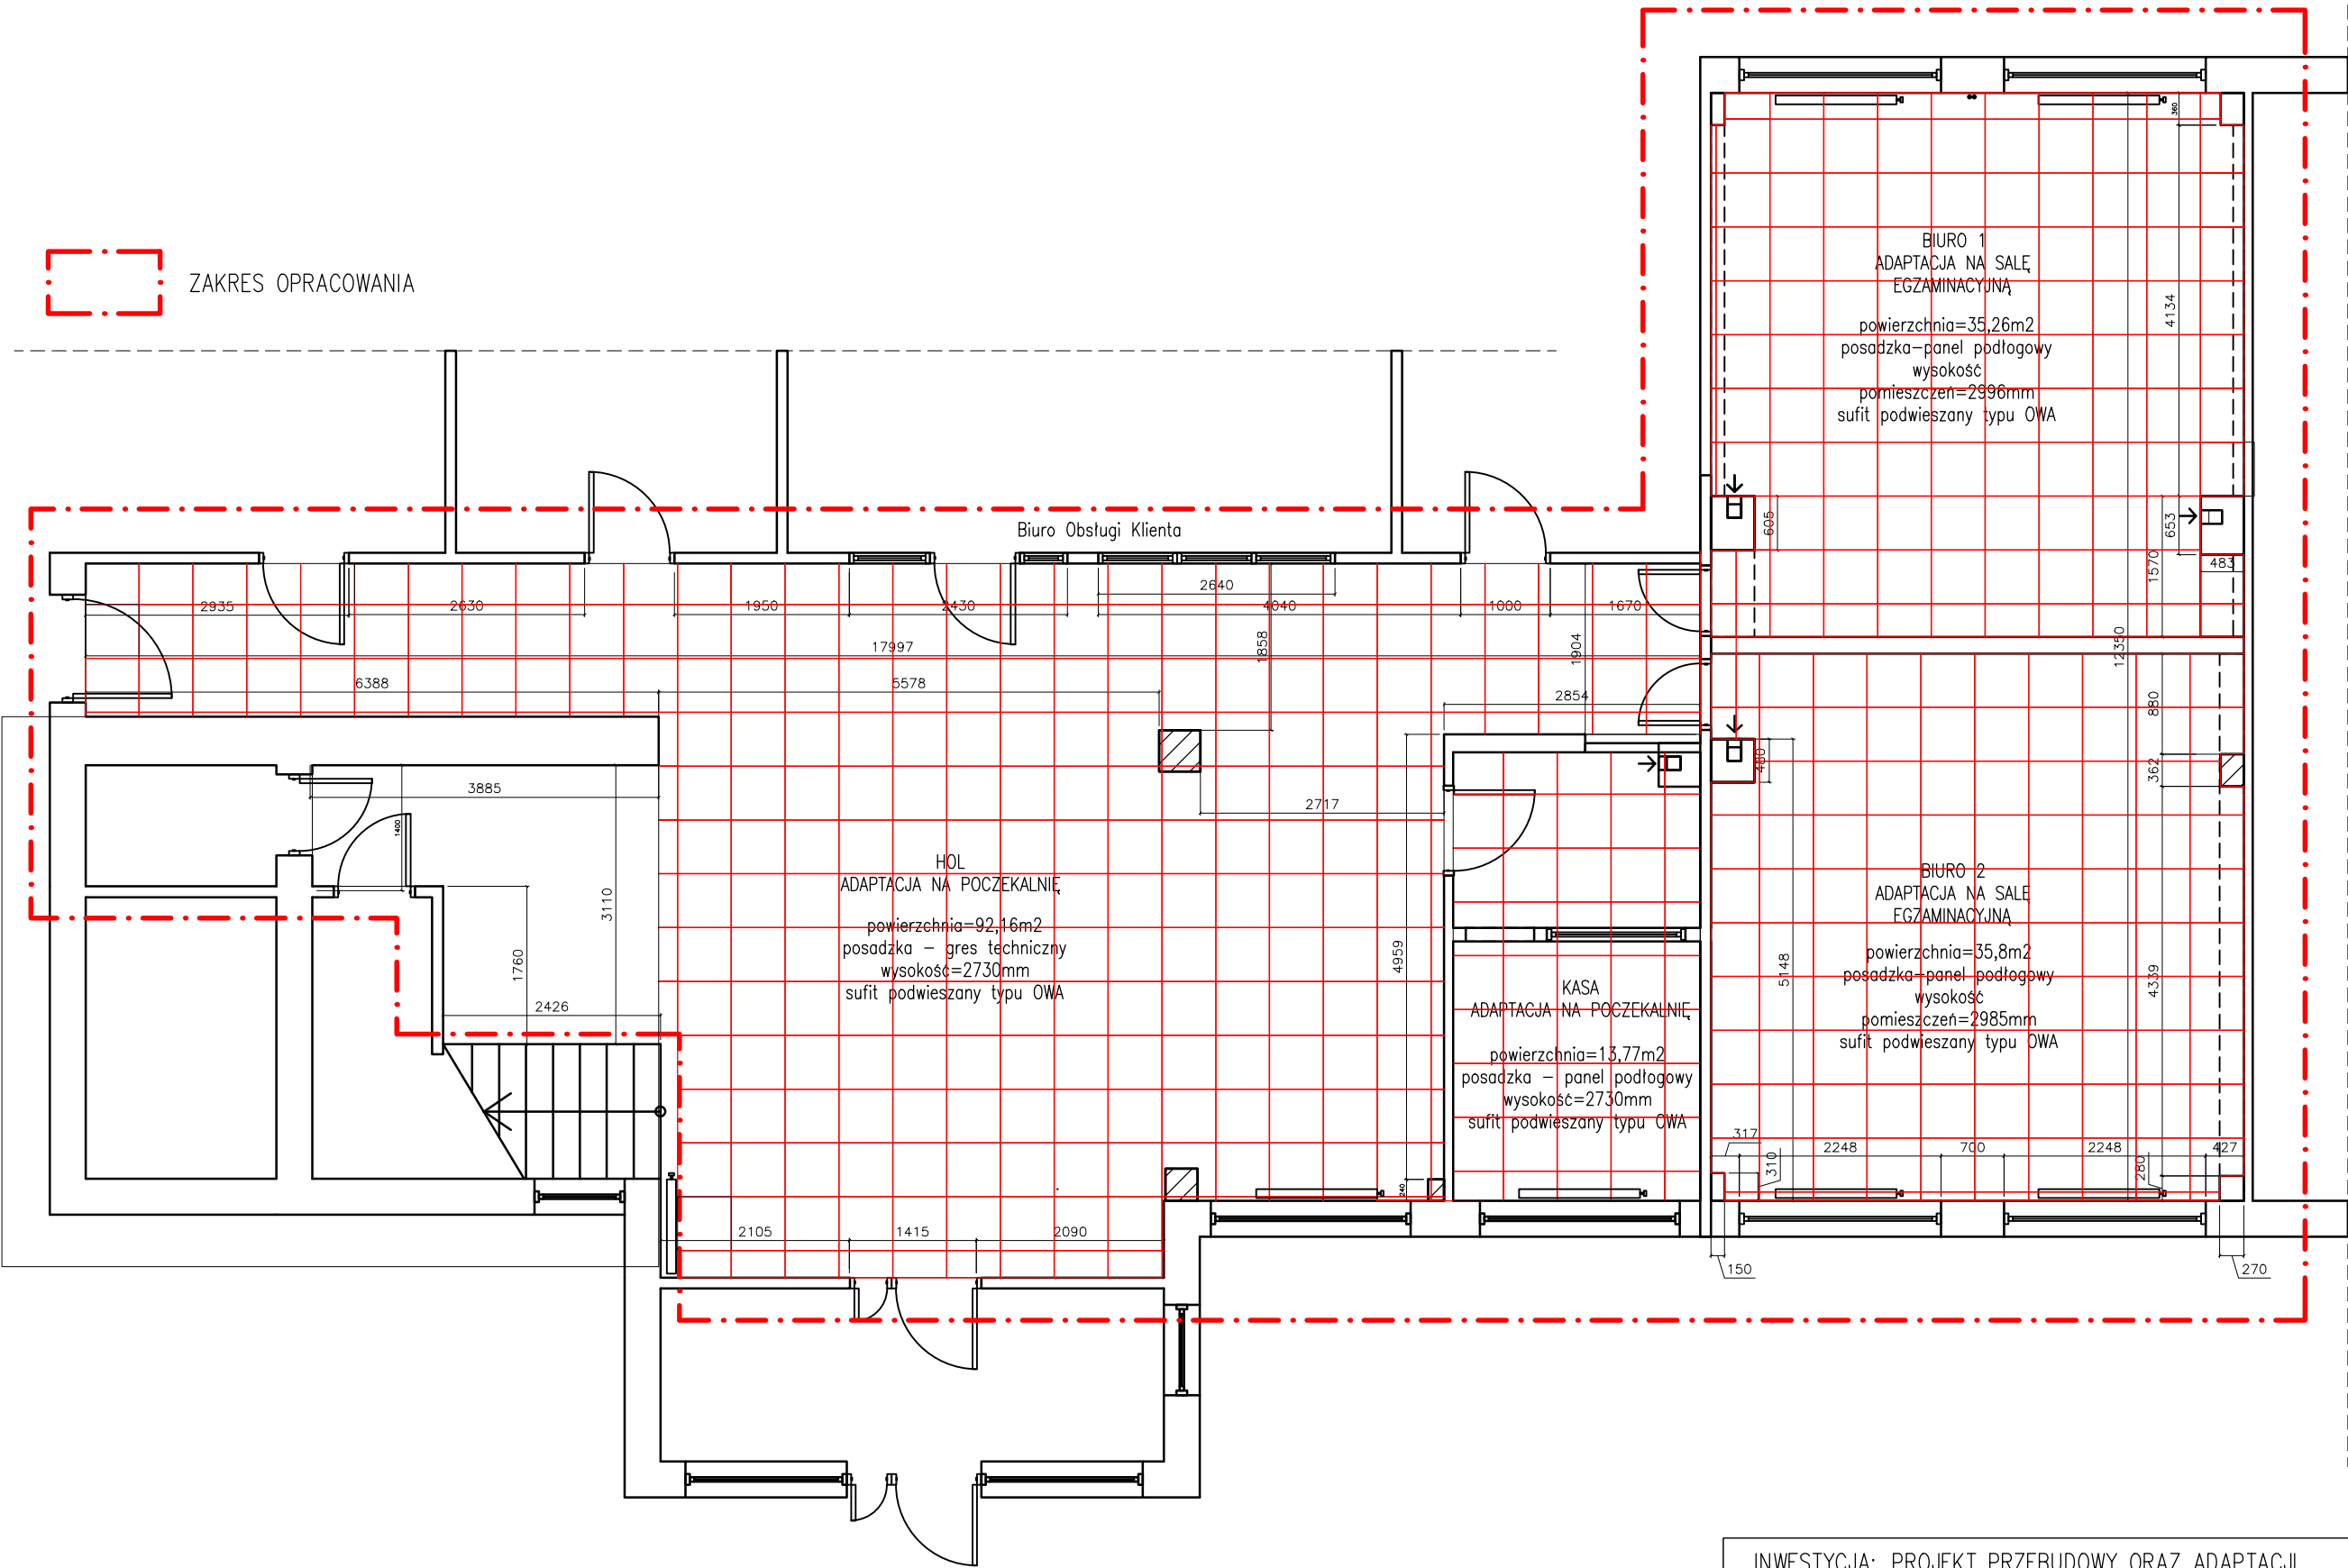 ZAKRES OPRACOWANIA
BIURO 1
ADAPTACJA NA SALĘ
EGZAMINACYJNĄ
powierzchnia=35,26m2
posadzka-panel podłogowy
wysokość
pomieszczeń=2996mm
sufit podwieszany typu OWA
360
4134
605
653
1570
483
12350
Biuro Obsługi Klienta
2935
2630
1950
2430
2640
4040
1000
1670
17997
1858
1904
6388
5578
2854
880
362
480
3885
1400
2717
3110
1760
2426
4959
HOL
ADAPTACJA NA POCZEKALNIĘ
powierzchnia=92,16m2
posadzka - gres techniczny
wysokość=2730mm
sufit podwieszany typu OWA
KASA
ADAPTACJA NA POCZEKALNIĘ
powierzchnia=13,77m2
posadzka - panel podłogowy
wysokość=2730mm
sufit podwieszany typu OWA
BIURO 2
ADAPTACJA NA SALĘ
EGZAMINACYJNĄ
powierzchnia=35,8m2
posadzka-panel podłogowy
wysokość
pomieszczeń=2985mm
sufit podwieszany typu OWA
5148
4339
317
310
2248
700
2248
280
427
240
2105
1415
2090
150
270
INWESTYCJA: PROJEKT PRZEBUDOWY ORAZ ADAPTACJI